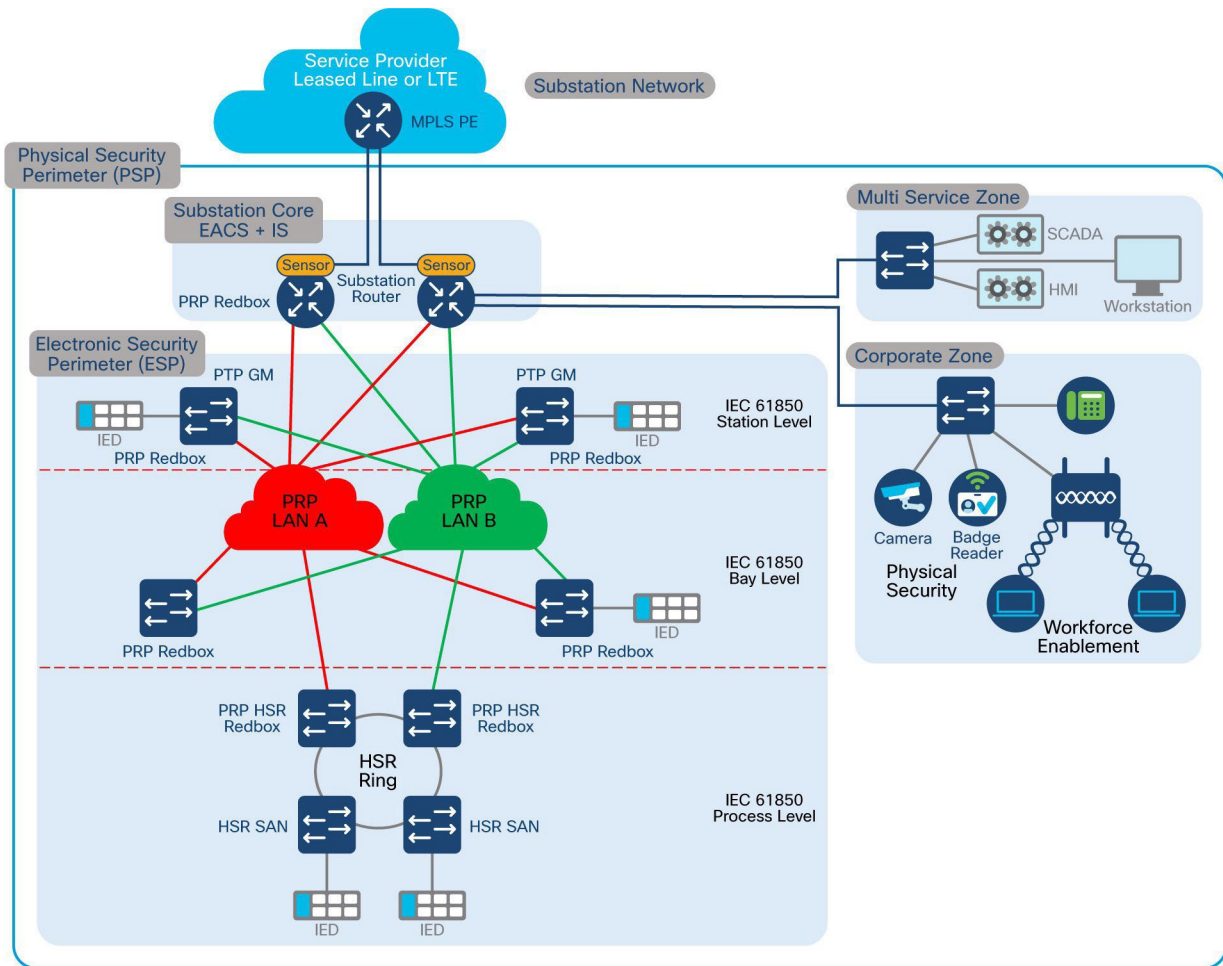 Service Provider
Leased Line or LTE
MPLS PE
Substation Network
Physical Security
Perimeter (PSP)
Substation Core
EACS + IS
Sensor
Sensor
Substation
Router
PRP Redbox
Multi Service Zone
SCADA
HMI
Workstation
Electronic Security
Perimeter (ESP)
PTP GM
PTP GM
IED
IED
PRP Redbox
PRP Redbox
IEC 61850
Station Level
Corporate Zone
Camera
Badge
Reader
Physical
Security
Workforce
Enablement
PRP
LAN A
PRP
LAN B
IEC 61850
Bay Level
PRP Redbox
PRP Redbox
IED
PRP HSR
Redbox
PRP HSR
Redbox
HSR
Ring
HSR SAN
HSR SAN
IEC 61850
Process Level
IED
IED